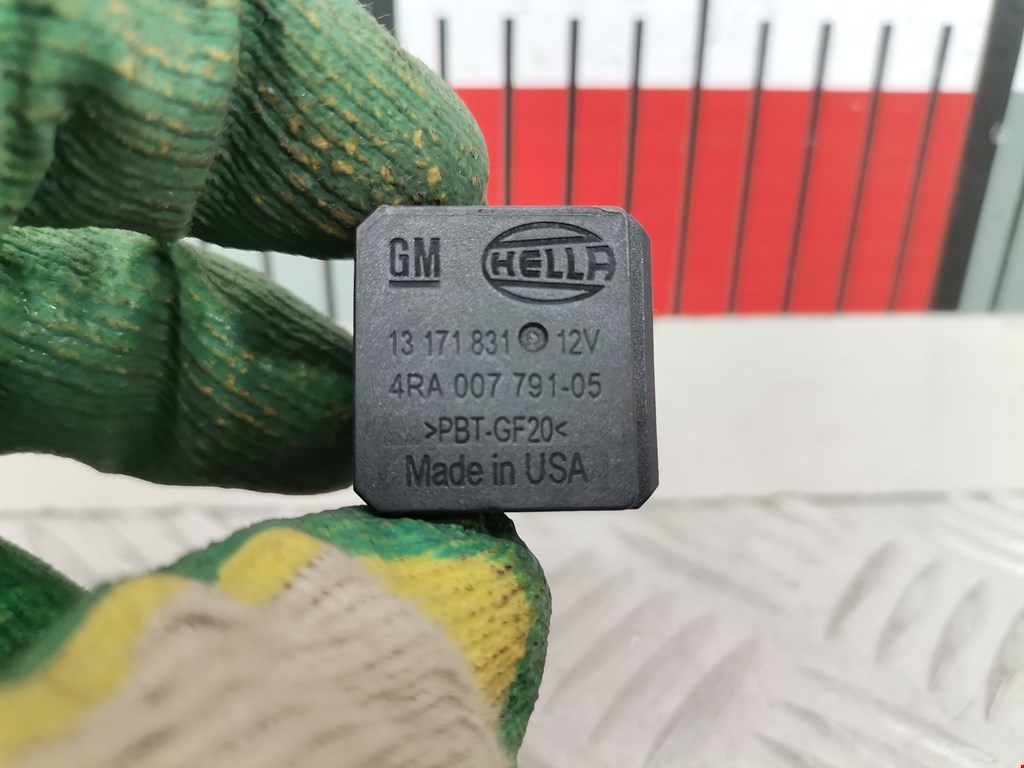 GM HELLA
13 171 831 12V
4RA 007 791-05
>PBT-GF20<
Made in USA